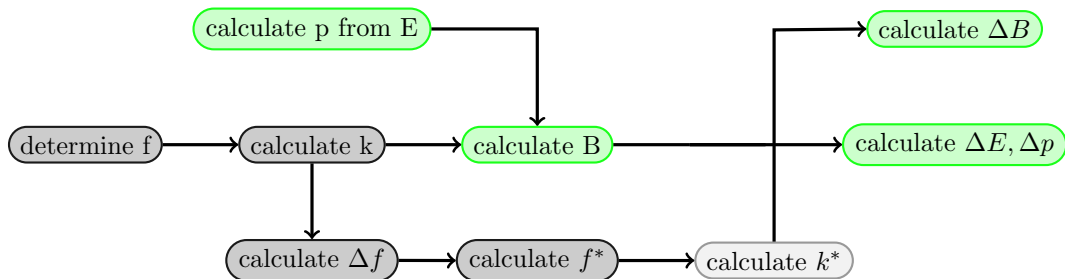 calculate p from E
calculate ΔB
determine f
calculate k
calculate B
calculate ΔE, Δp
calculate Δf
calculate f*
calculate k*